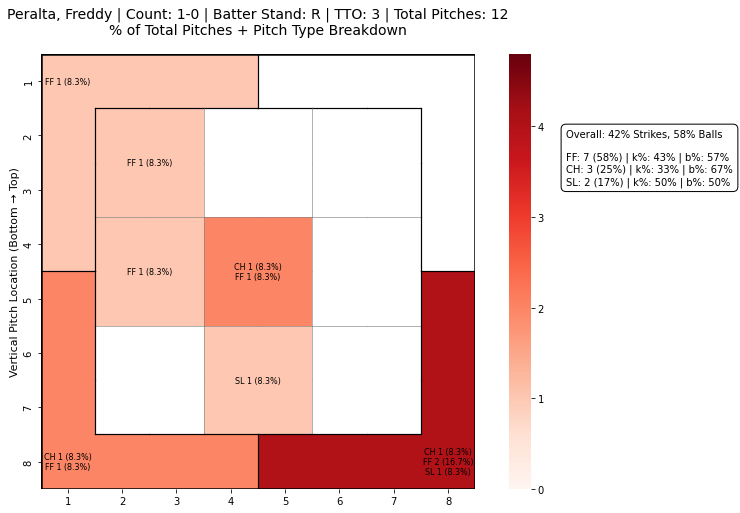 Peralta, Freddy | Count: 1-0 | Batter Stand: R | TTO: 3 | Total Pitches: 12
% of Total Pitches + Pitch Type Breakdown
Vertical Pitch Location (Bottom → Top)
1
2
3
4
5
6
7
8
FF 1 (8.3%)
FF 1 (8.3%)
FF 1 (8.3%)
CH 1 (8.3%)
FF 1 (8.3%)
SL 1 (8.3%)
CH 1 (8.3%)
FF 1 (8.3%)
CH 1 (8.3%)
FF 2 (16.7%)
SL 1 (8.3%)
1
2
3
4
5
6
7
8
4
3
2
1
0
Overall: 42% Strikes, 58% Balls
FF: 7 (58%) | k%: 43% | b%: 57%
CH: 3 (25%) | k%: 33% | b%: 67%
SL: 2 (17%) | k%: 50% | b%: 50%